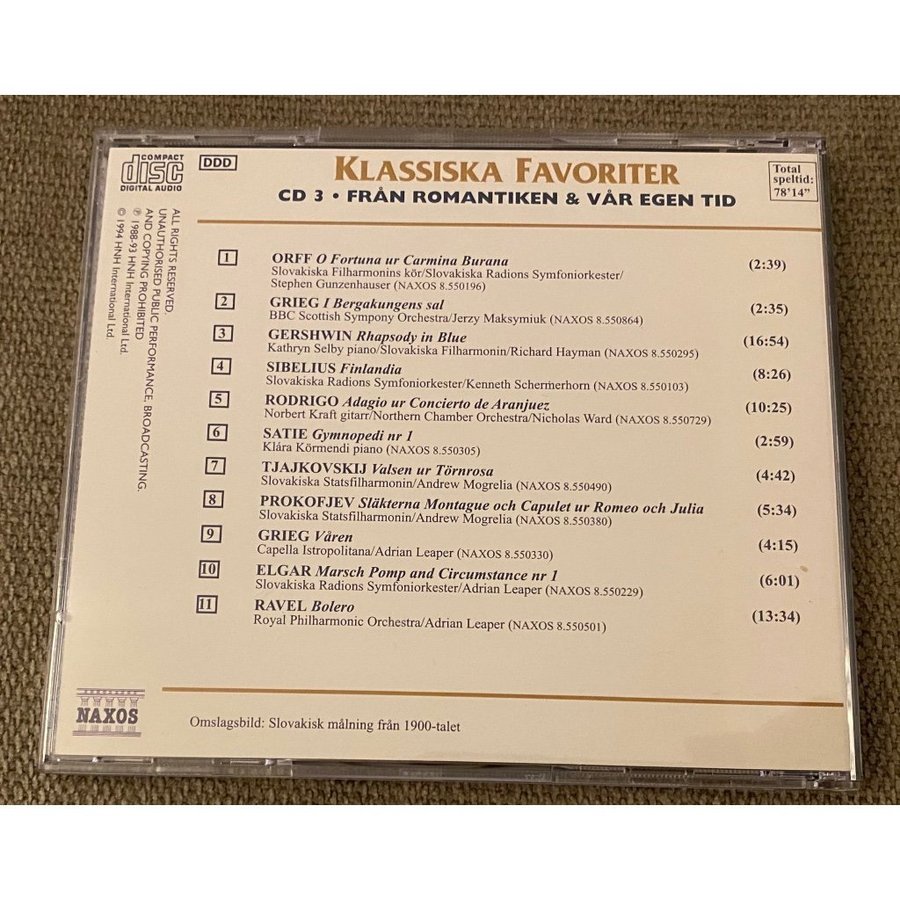 COMPACT
disc
DIGITAL AUDIO
DDD
KLASSISKA FAVORITER
CD 3 • FRÅN ROMANTIKEN & VÅR EGEN TID
Total
speltid:
78'14"
ALL RIGHTS RESERVED.
UNAUTHORISED PUBLIC PERFORMANCE, BROADCASTING,
AND COPYING PROHIBITED
℗ 1988-93 HNH International Ltd.
© 1994 HNH International Ltd.
1 ORFF O Fortuna ur Carmina Burana (2:39)
Slovakiska Filharmonins kör/Slovakiska Radions Symfoniorkester/
Stephen Gunzenhauser (NAXOS 8.550196)
2 GRIEG I Bergakungens sal (2:35)
BBC Scottish Sympony Orchestra/Jerzy Maksymiuk (NAXOS 8.550864)
3 GERSHWIN Rhapsody in Blue (16:54)
Kathryn Selby piano/Slovakiska Filharmonin/Richard Hayman (NAXOS 8.550295)
4 SIBELIUS Finlandia (8:26)
Slovakiska Radions Symfoniorkester/Kenneth Schermerhorn (NAXOS 8.550103)
5 RODRIGO Adagio ur Concierto de Aranjuez (10:25)
Norbert Kraft gitarr/Northern Chamber Orchestra/Nicholas Ward (NAXOS 8.550729)
6 SATIE Gymnopedi nr 1 (2:59)
Klára Körmendi piano (NAXOS 8.550305)
7 TJAJKOVSKIJ Valsen ur Törnrosa (4:42)
Slovakiska Statsfilharmonin/Andrew Mogrelia (NAXOS 8.550490)
8 PROKOFJEV Släkterna Montague och Capulet ur Romeo och Julia (5:34)
Slovakiska Statsfilharmonin/Andrew Mogrelia (NAXOS 8.550380)
9 GRIEG Våren (4:15)
Capella Istropolitana/Adrian Leaper (NAXOS 8.550330)
10 ELGAR Marsch Pomp and Circumstance nr 1 (6:01)
Slovakiska Radions Symfoniorkester/Adrian Leaper (NAXOS 8.550229)
11 RAVEL Bolero (13:34)
Royal Philharmonic Orchestra/Adrian Leaper (NAXOS 8.550501)
NAXOS
Omslagsbild: Slovakisk målning från 1900-talet